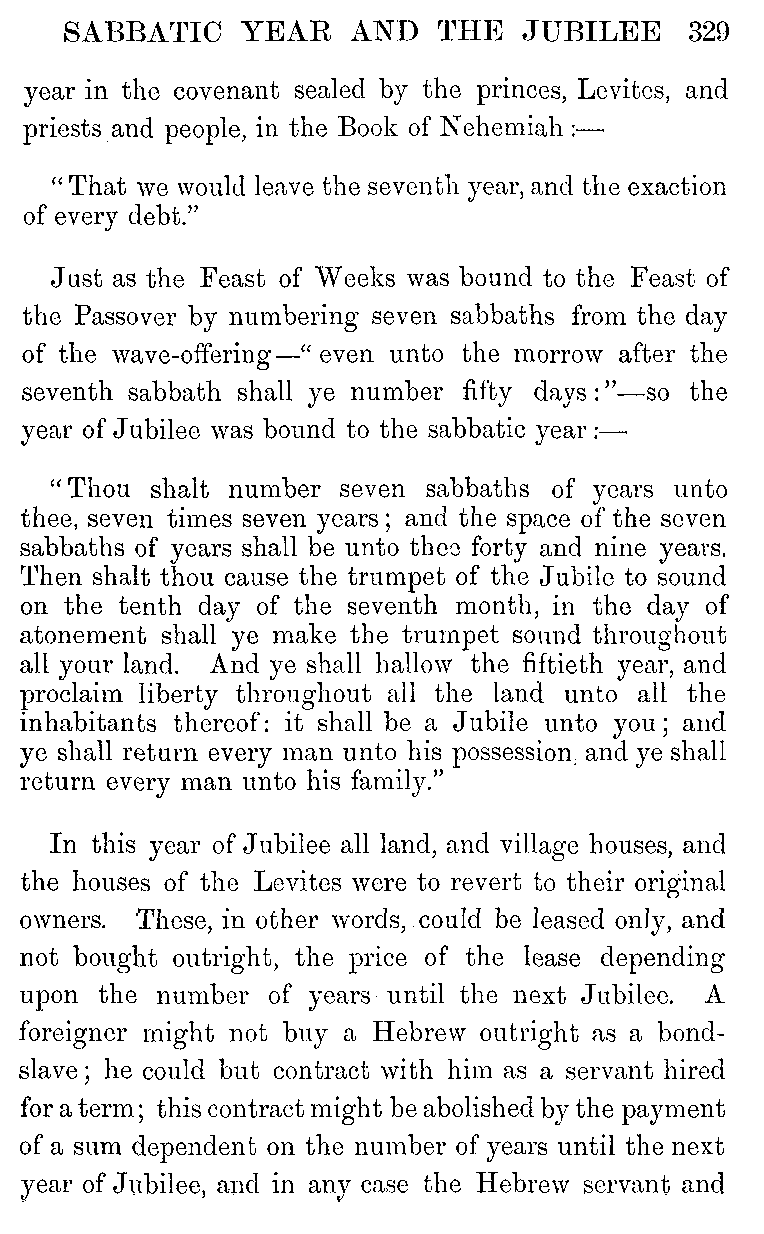 SABBATIC YEAR AND THE JUBILEE 329
year in the covenant sealed by the princes, Levites, and
priests and people, in the Book of Nehemiah :—
“That we would leave the seventh year, and the exaction
of every debt.”
Just as the Feast of Weeks was bound to the Feast of
the Passover by numbering seven sabbaths from the day
of the wave-offering—“even unto the morrow after the
seventh sabbath shall ye number fifty days:”—so the
year of Jubilee was bound to the sabbatic year:—
“Thou shalt number seven sabbaths of years unto
thee, seven times seven years; and the space of the seven
sabbaths of years shall be unto thee forty and nine years.
Then shalt thou cause the trumpet of the Jubile to sound
on the tenth day of the seventh month, in the day of
atonement shall ye make the trumpet sound throughout
all your land. And ye shall hallow the fiftieth year, and
proclaim liberty throughout all the land unto all the
inhabitants thereof: it shall be a Jubile unto you; and
ye shall return every man unto his possession, and ye shall
return every man unto his family.”
In this year of Jubilee all land, and village houses, and
the houses of the Levites were to revert to their original
owners. These, in other words, could be leased only, and
not bought outright, the price of the lease depending
upon the number of years until the next Jubilee. A
foreigner might not buy a Hebrew outright as a bond-
slave; he could but contract with him as a servant hired
for a term; this contract might be abolished by the payment
of a sum dependent on the number of years until the next
year of Jubilee, and in any case the Hebrew servant and